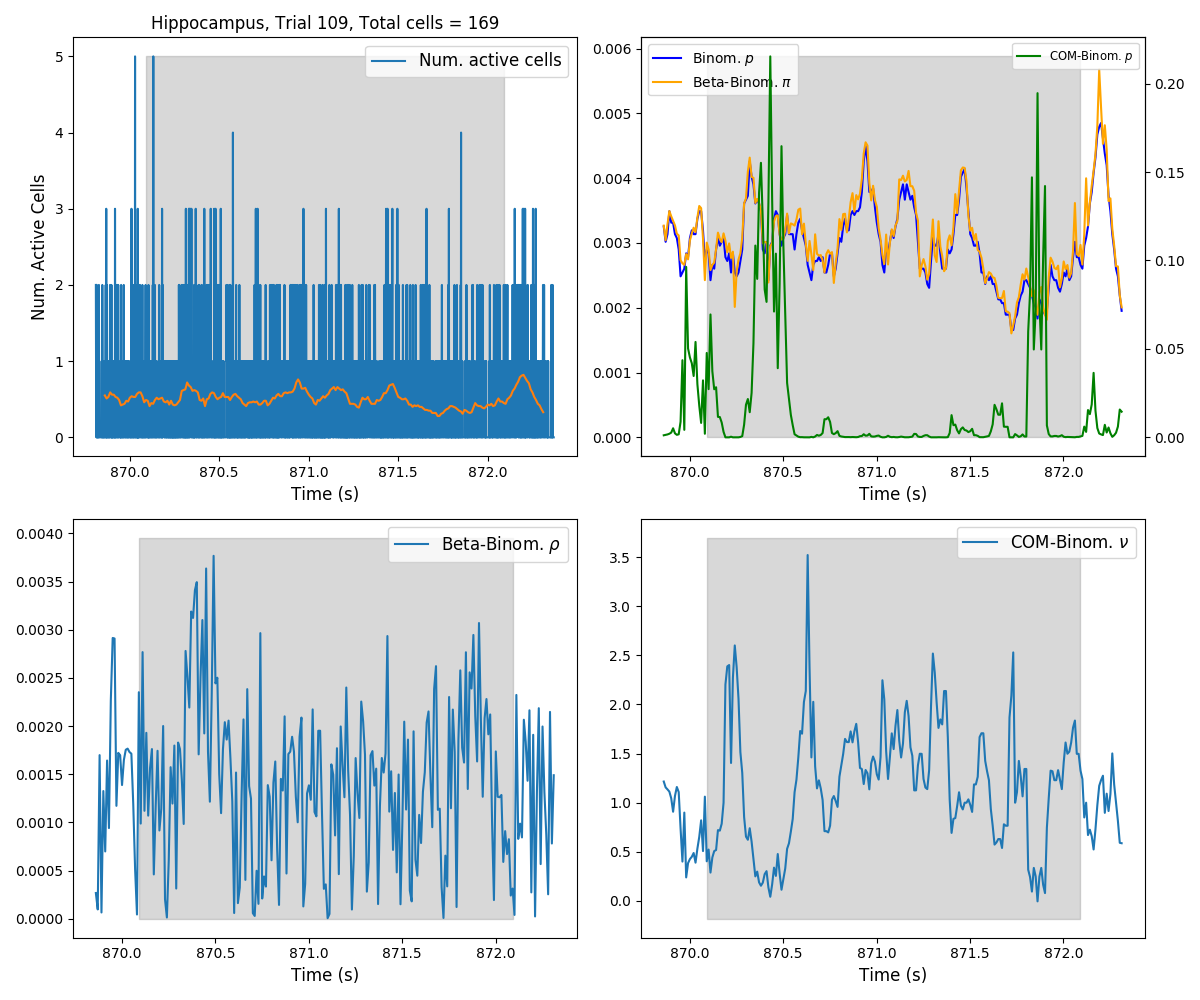 Hippocampus, Trial 109, Total cells = 169
Num. active cells
Num. Active Cells
5
4
3
2
1
0
870.0 870.5 871.0 871.5 872.0
Time (s)
Binom. p
Beta-Binom. π
COM-Binom. p
0.006
0.005
0.004
0.003
0.002
0.001
0.000
0.20
0.15
0.10
0.05
0.00
870.0 870.5 871.0 871.5 872.0
Time (s)
Beta-Binom. ρ
0.0040
0.0035
0.0030
0.0025
0.0020
0.0015
0.0010
0.0005
0.0000
870.0 870.5 871.0 871.5 872.0
Time (s)
COM-Binom. ν
3.5
3.0
2.5
2.0
1.5
1.0
0.5
0.0
870.0 870.5 871.0 871.5 872.0
Time (s)